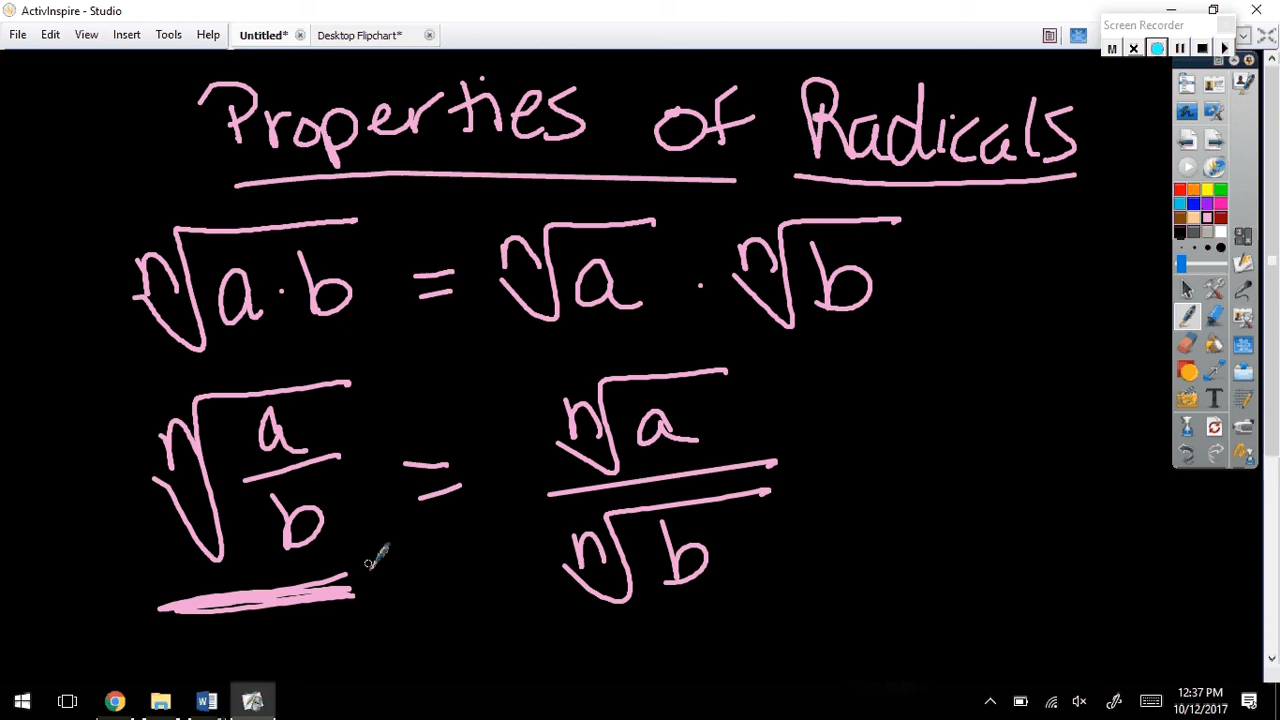 ActivInspire - Studio
Screen Recorder
File Edit View Insert Tools Help Untitled* Desktop Flipchart*
M
Properties of Radicals
ⁿ√(a·b) = ⁿ√a · ⁿ√b
ⁿ√(a/b) = ⁿ√a / ⁿ√b
12:37 PM
10/12/2017